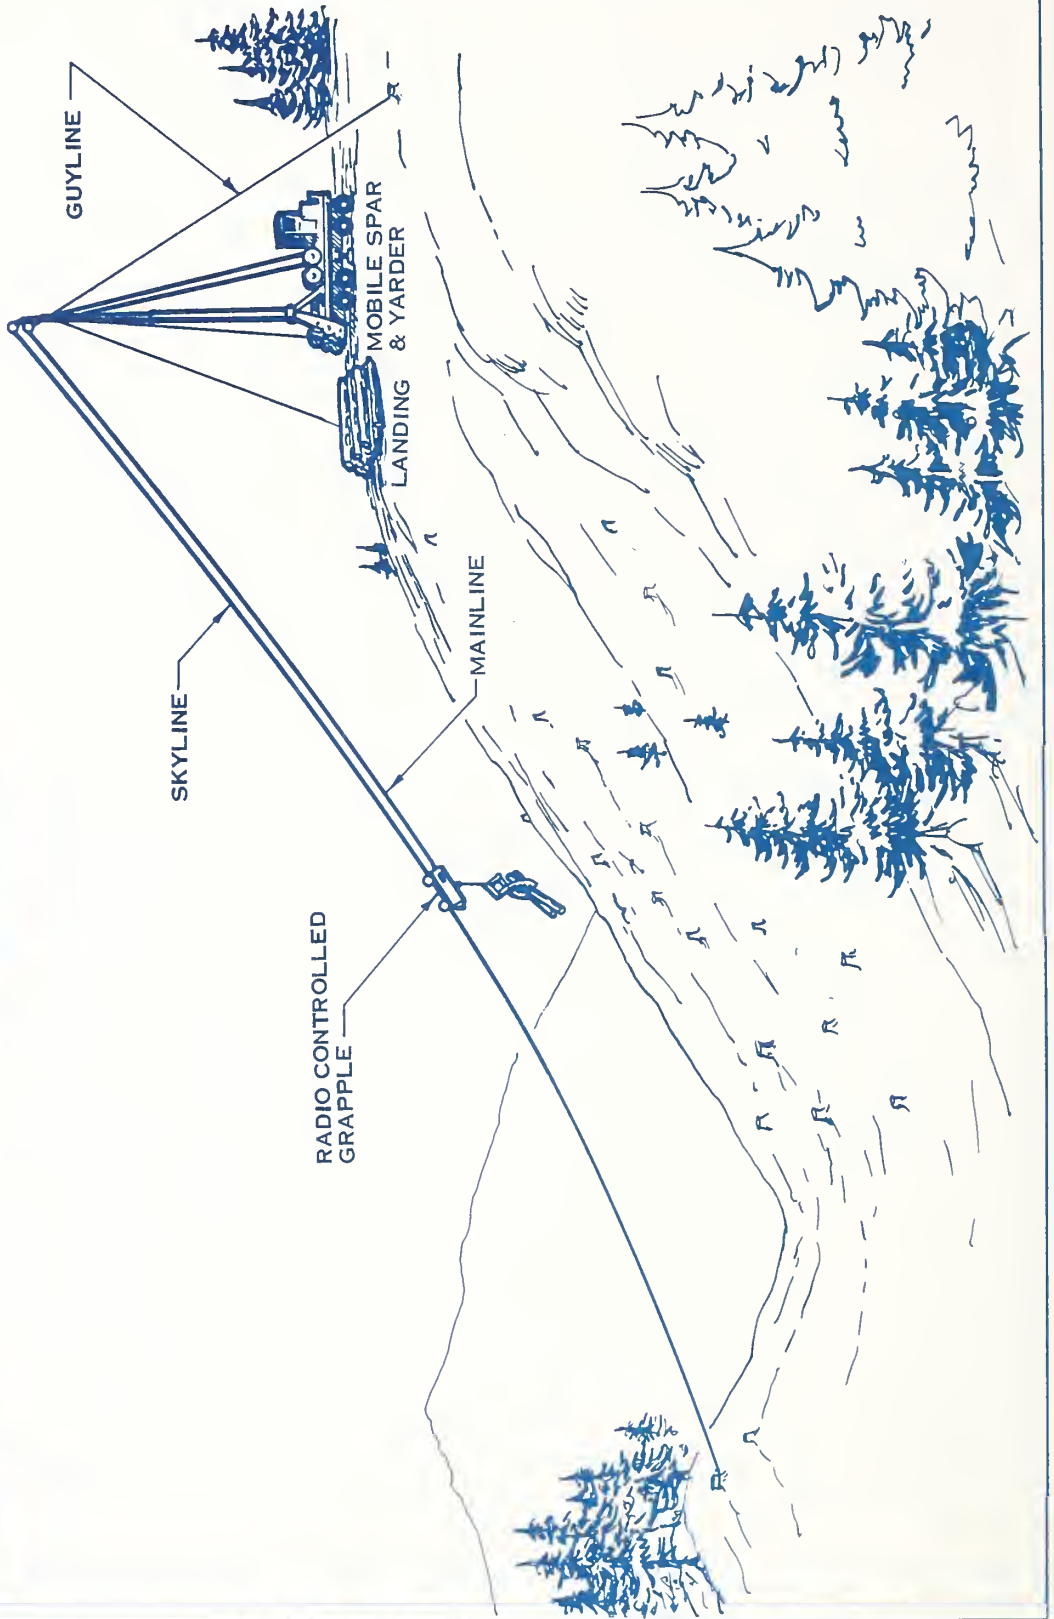 GUYLINE
SKYLINE
MOBILE SPAR
& YARDER
LANDING
MAINLINE
RADIO CONTROLLED
GRAPPLE